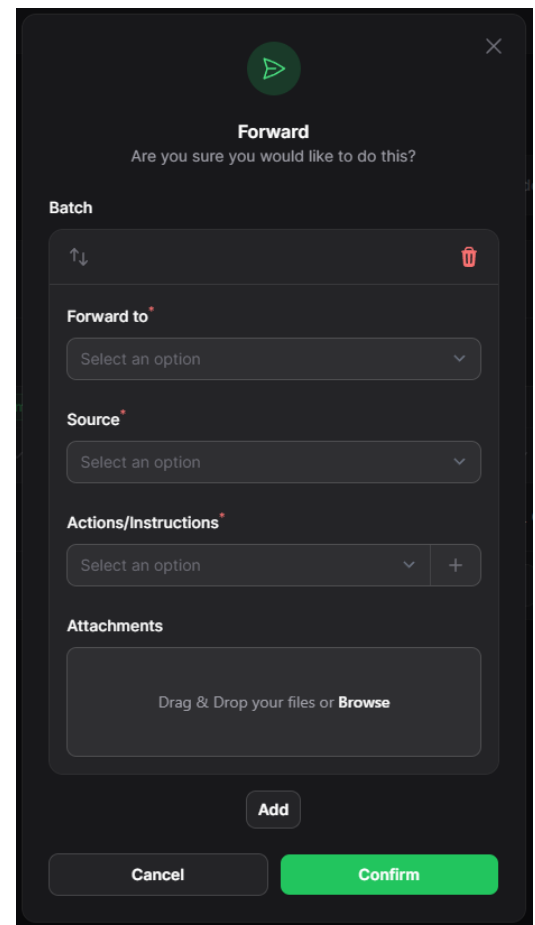 Forward
Are you sure you would like to do this?
Batch
Forward to*
Select an option
Source*
Select an option
Actions/Instructions*
Select an option
Attachments
Drag & Drop your files or Browse
Add
Cancel Confirm